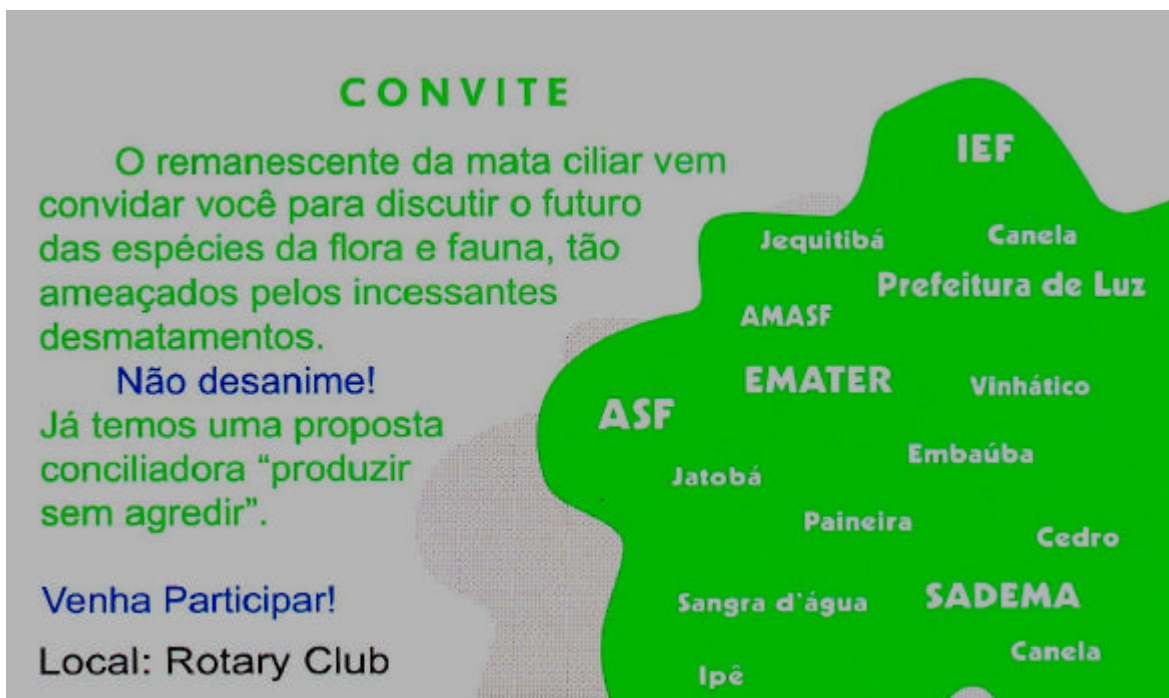 CONVITE
O remanescente da mata ciliar vem
convidar você para discutir o futuro
das espécies da flora e fauna, tão
ameaçados pelos incessantes
desmatamentos.
Não desanime!
Já temos uma proposta
conciliadora “produzir
sem agredir”.
Venha Participar!
Local: Rotary Club
IEF
Jequitibá
Canela
Prefeitura de Luz
AMASF
EMATER
Vinhático
ASF
Embaúba
Jatobá
Paineira
Cedro
Sangra d'água
SADEMA
Canela
Ipê